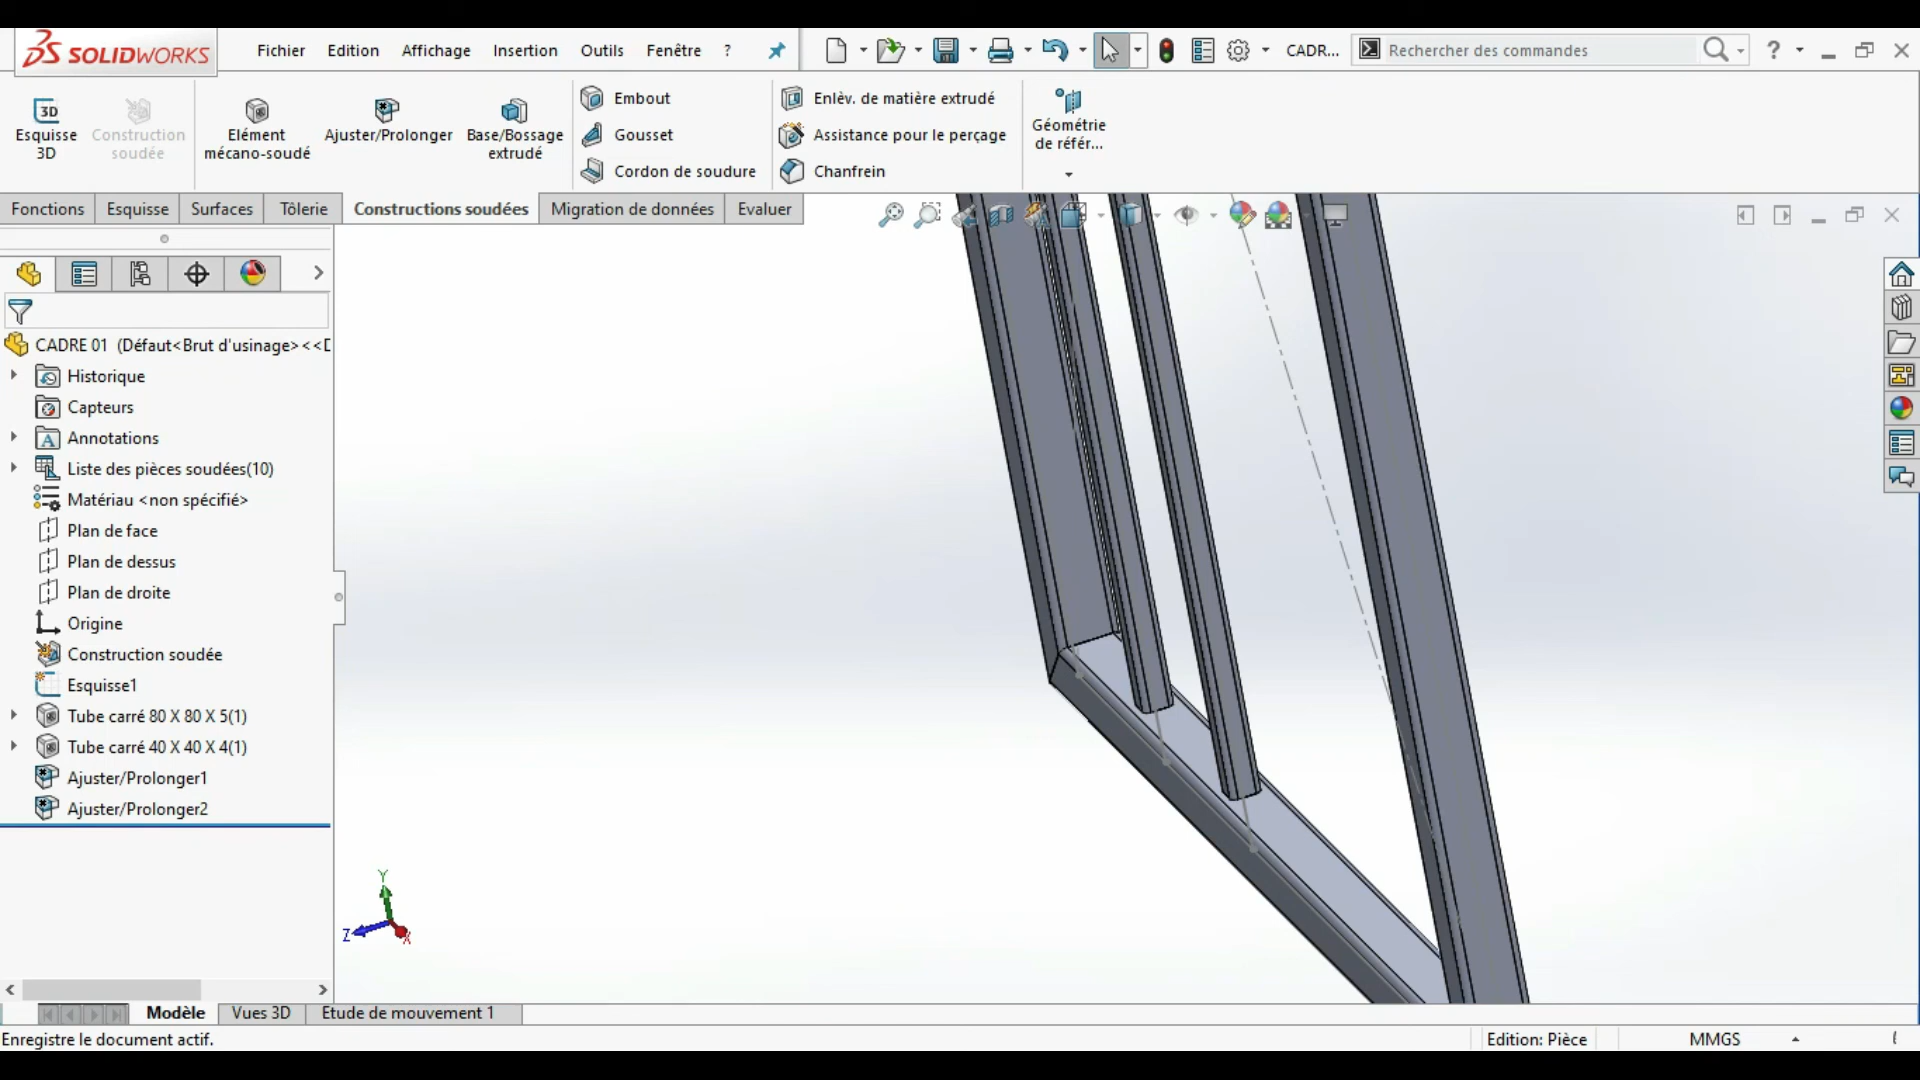 SOLIDWORKS
Fichier Edition Affichage Insertion Outils Fenêtre ?
CADR...
Rechercher des commandes
?
3D
Esquisse
3D
Construction
soudée
Elément
mécano-soudé
Ajuster/Prolonger
Base/Bossage
extrudé
Embout
Gousset
Cordon de soudure
Enlèv. de matière extrudé
Assistance pour le perçage
Chanfrein
Géométrie
de référ...
Fonctions Esquisse Surfaces Tôlerie Constructions soudées Migration de données Evaluer
CADRE 01 (Défaut<Brut d'usinage><<D
Historique
Capteurs
Annotations
Liste des pièces soudées(10)
Matériau <non spécifié>
Plan de face
Plan de dessus
Plan de droite
Origine
Construction soudée
Esquisse1
Tube carré 80 X 80 X 5(1)
Tube carré 40 X 40 X 4(1)
Ajuster/Prolonger1
Ajuster/Prolonger2
Y
Z
X
Modèle Vues 3D Etude de mouvement 1
Enregistre le document actif.
Edition: Pièce
MMGS